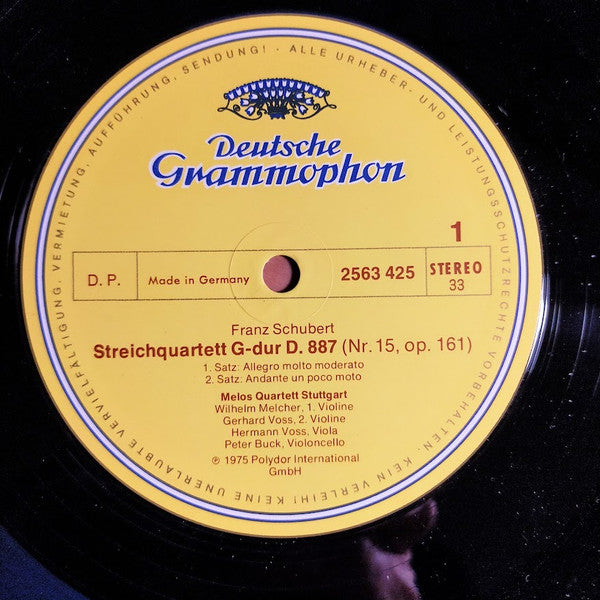 KEINE UNERLAUBTE VERVIELFÄLTIGUNG, VERMIETUNG, AUFFÜHRUNG, SENDUNG! · ALLE URHEBER- UND LEISTUNGSSCHUTZRECHTE VORBEHALTEN· KEIN VERLEIH!
Deutsche
Grammophon
1
D. P.
Made in Germany
2563 425
STEREO
33
Franz Schubert
Streichquartett G-dur D. 887 (Nr. 15, op. 161)
1. Satz: Allegro molto moderato
2. Satz: Andante un poco moto
Melos Quartett Stuttgart
Wilhelm Melcher, 1. Violine
Gerhard Voss, 2. Violine
Hermann Voss, Viola
Peter Buck, Violoncello
℗ 1975 Polydor International
GmbH